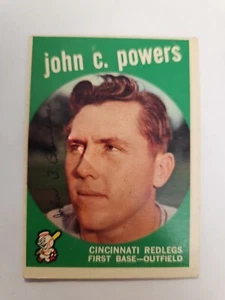 john c. powers
CINCINNATI REDLEGS
FIRST BASE—OUTFIELD